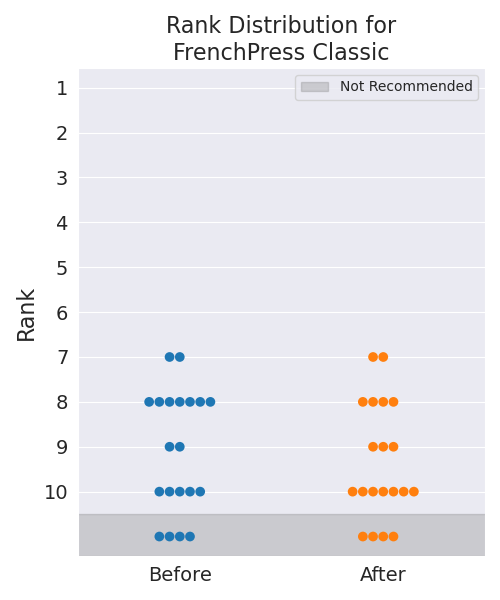 Rank Distribution for
FrenchPress Classic
Not Recommended
1
2
3
4
5
6
7
8
9
10
Rank
Before
After